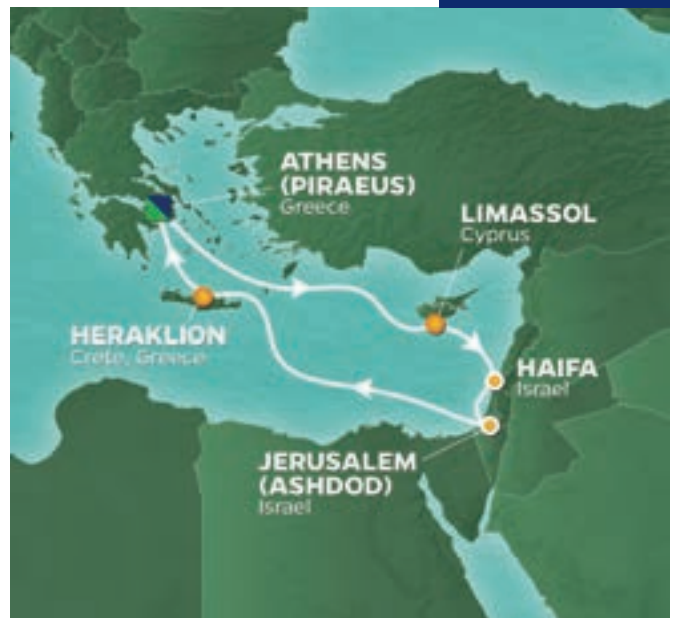 ATHENS
(PIRAEUS)
Greece
LIMASSOL
Cyprus
HERAKLION
Crete, Greece
HAIFA
Israel
JERUSALEM
(ASHDOD)
Israel